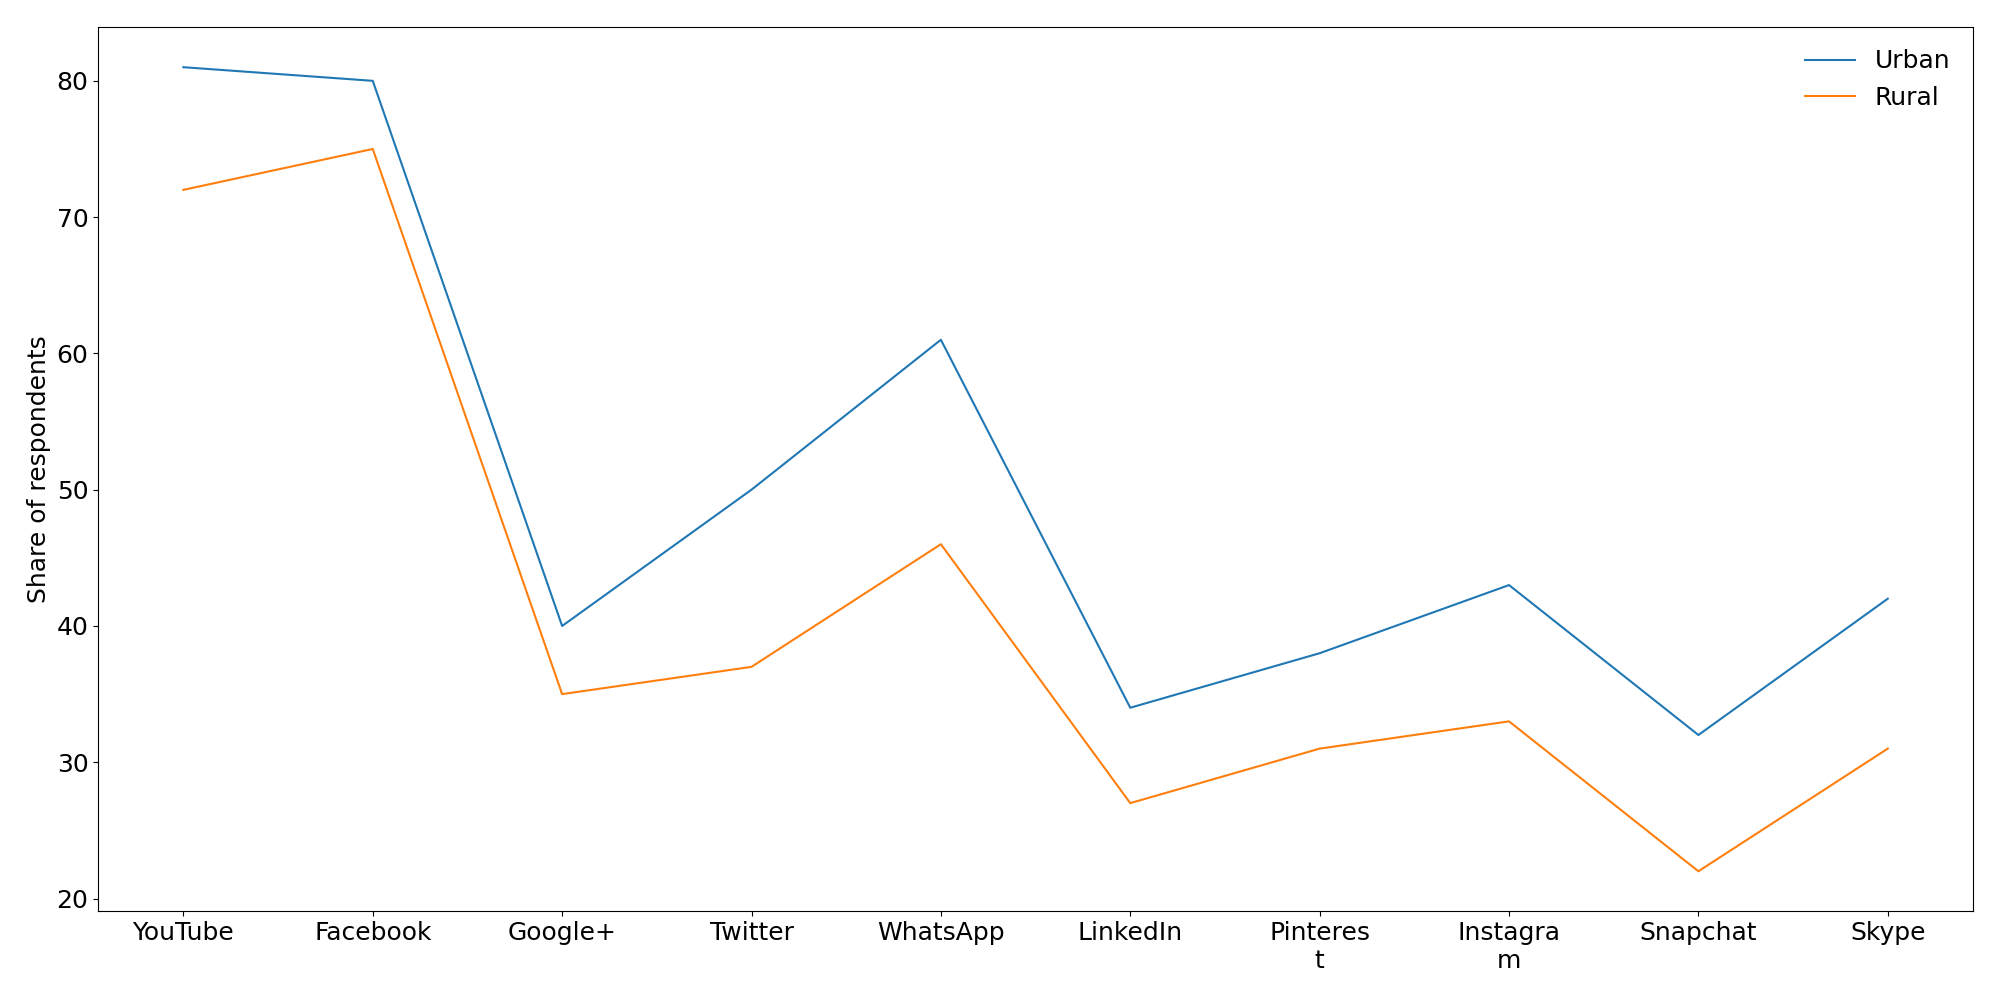 Urban
Rural
Share of respondents
80
70
60
50
40
30
20
YouTube
Facebook
Google+
Twitter
WhatsApp
LinkedIn
Pinteres
t
Instagra
m
Snapchat
Skype